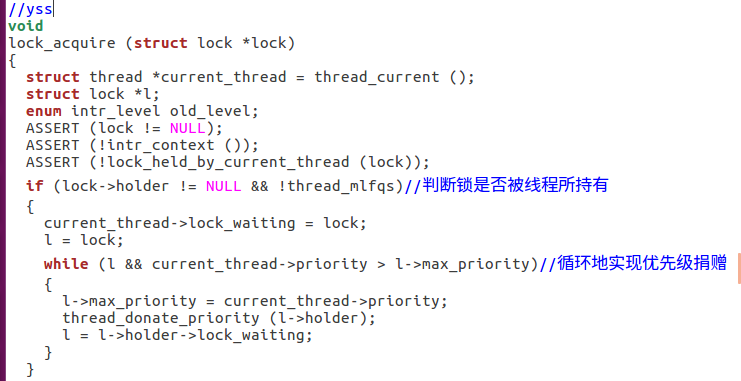 //yss
void
lock_acquire (struct lock *lock)
{
  struct thread *current_thread = thread_current ();
  struct lock *l;
  enum intr_level old_level;
  ASSERT (lock != NULL);
  ASSERT (!intr_context ());
  ASSERT (!lock_held_by_current_thread (lock));
  if (lock->holder != NULL && !thread_mlfqs)//判断锁是否被线程所持有
  {
    current_thread->lock_waiting = lock;
    l = lock;
    while (l && current_thread->priority > l->max_priority)//循环地实现优先级捐赠
    {
      l->max_priority = current_thread->priority;
      thread_donate_priority (l->holder);
      l = l->holder->lock_waiting;
    }
  }